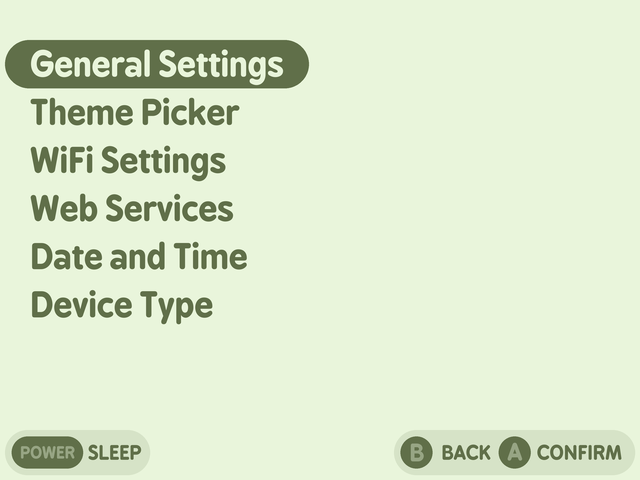 General Settings
Theme Picker
WiFi Settings
Web Services
Date and Time
Device Type
POWER SLEEP
B BACK A CONFIRM